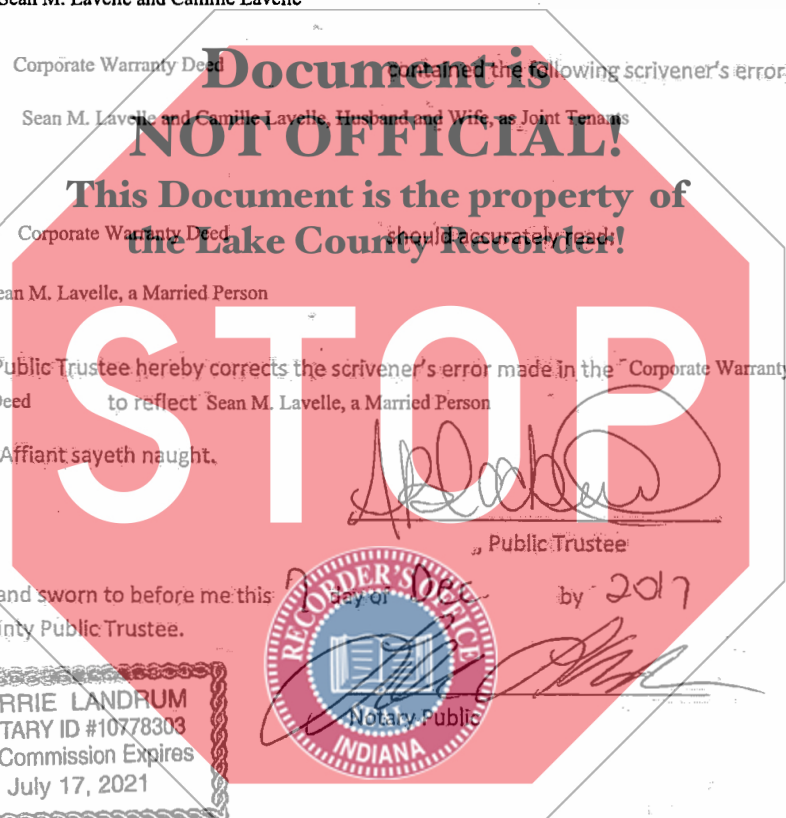 Sean M. Lavelle and Camille Lavelle
Corporate Warranty Deed contained the following scrivener's error
Sean M. Lavelle and Camille Lavelle, Husband and Wife, as Joint Tenants
Document is
NOT OFFICIAL!
This Document is the property of
the Lake County Recorder!
Corporate Warranty Deed should accurately read:
ean M. Lavelle, a Married Person
STOP
Public Trustee hereby corrects the scrivener's error made in the Corporate Warranty
eed to reflect Sean M. Lavelle, a Married Person
Affiant sayeth naught.
, Public Trustee
and sworn to before me this day of Dec by 2017
nty Public Trustee.
RECORDER'S OFFICE
INDIANA
Notary Public
RRIE LANDRUM
TARY ID #10778303
Commission Expires
July 17, 2021